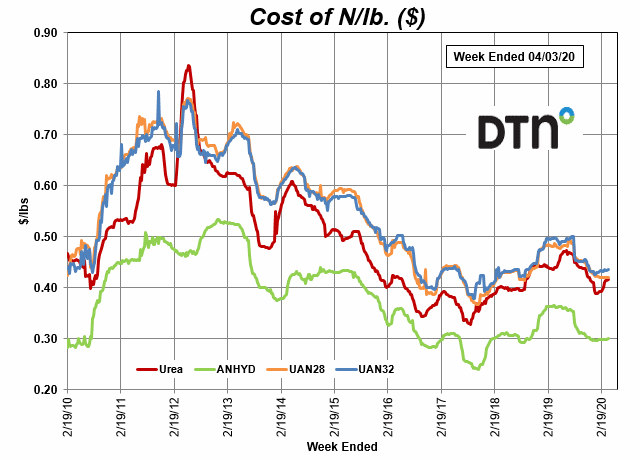 Cost of N/lb. ($)
Week Ended 04/03/20
DTN
$/lbs
0.90
0.80
0.70
0.60
0.50
0.40
0.30
0.20
Urea ANHYD UAN28 UAN32
2/19/10 2/19/11 2/19/12 2/19/13 2/19/14 2/19/15 2/19/16 2/19/17 2/19/18 2/19/19 2/19/20
Week Ended